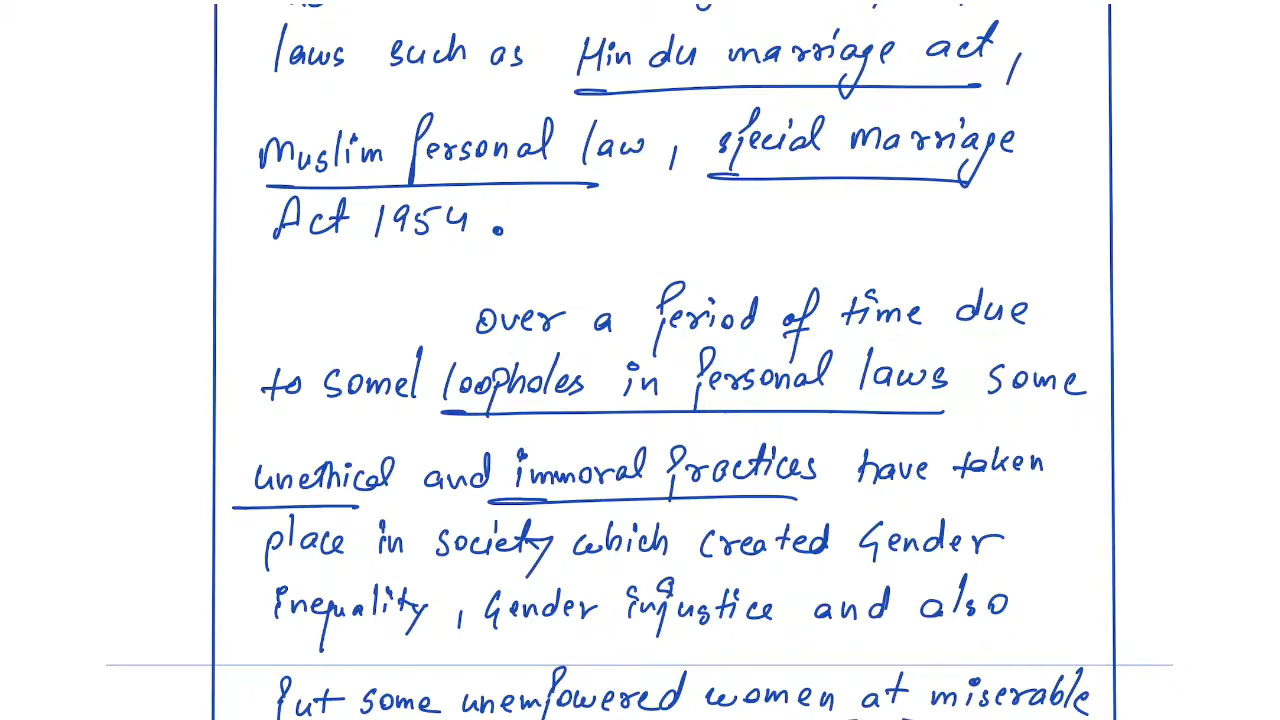 laws such as Hindu marriage act,
Muslim Personal law, special marriage
Act 1954.
over a period of time due
to somel loopholes in personal laws some
unethical and immoral practices have taken
place in society which created Gender
inequality, Gender injustice and also
Put some unempowered women at miserable